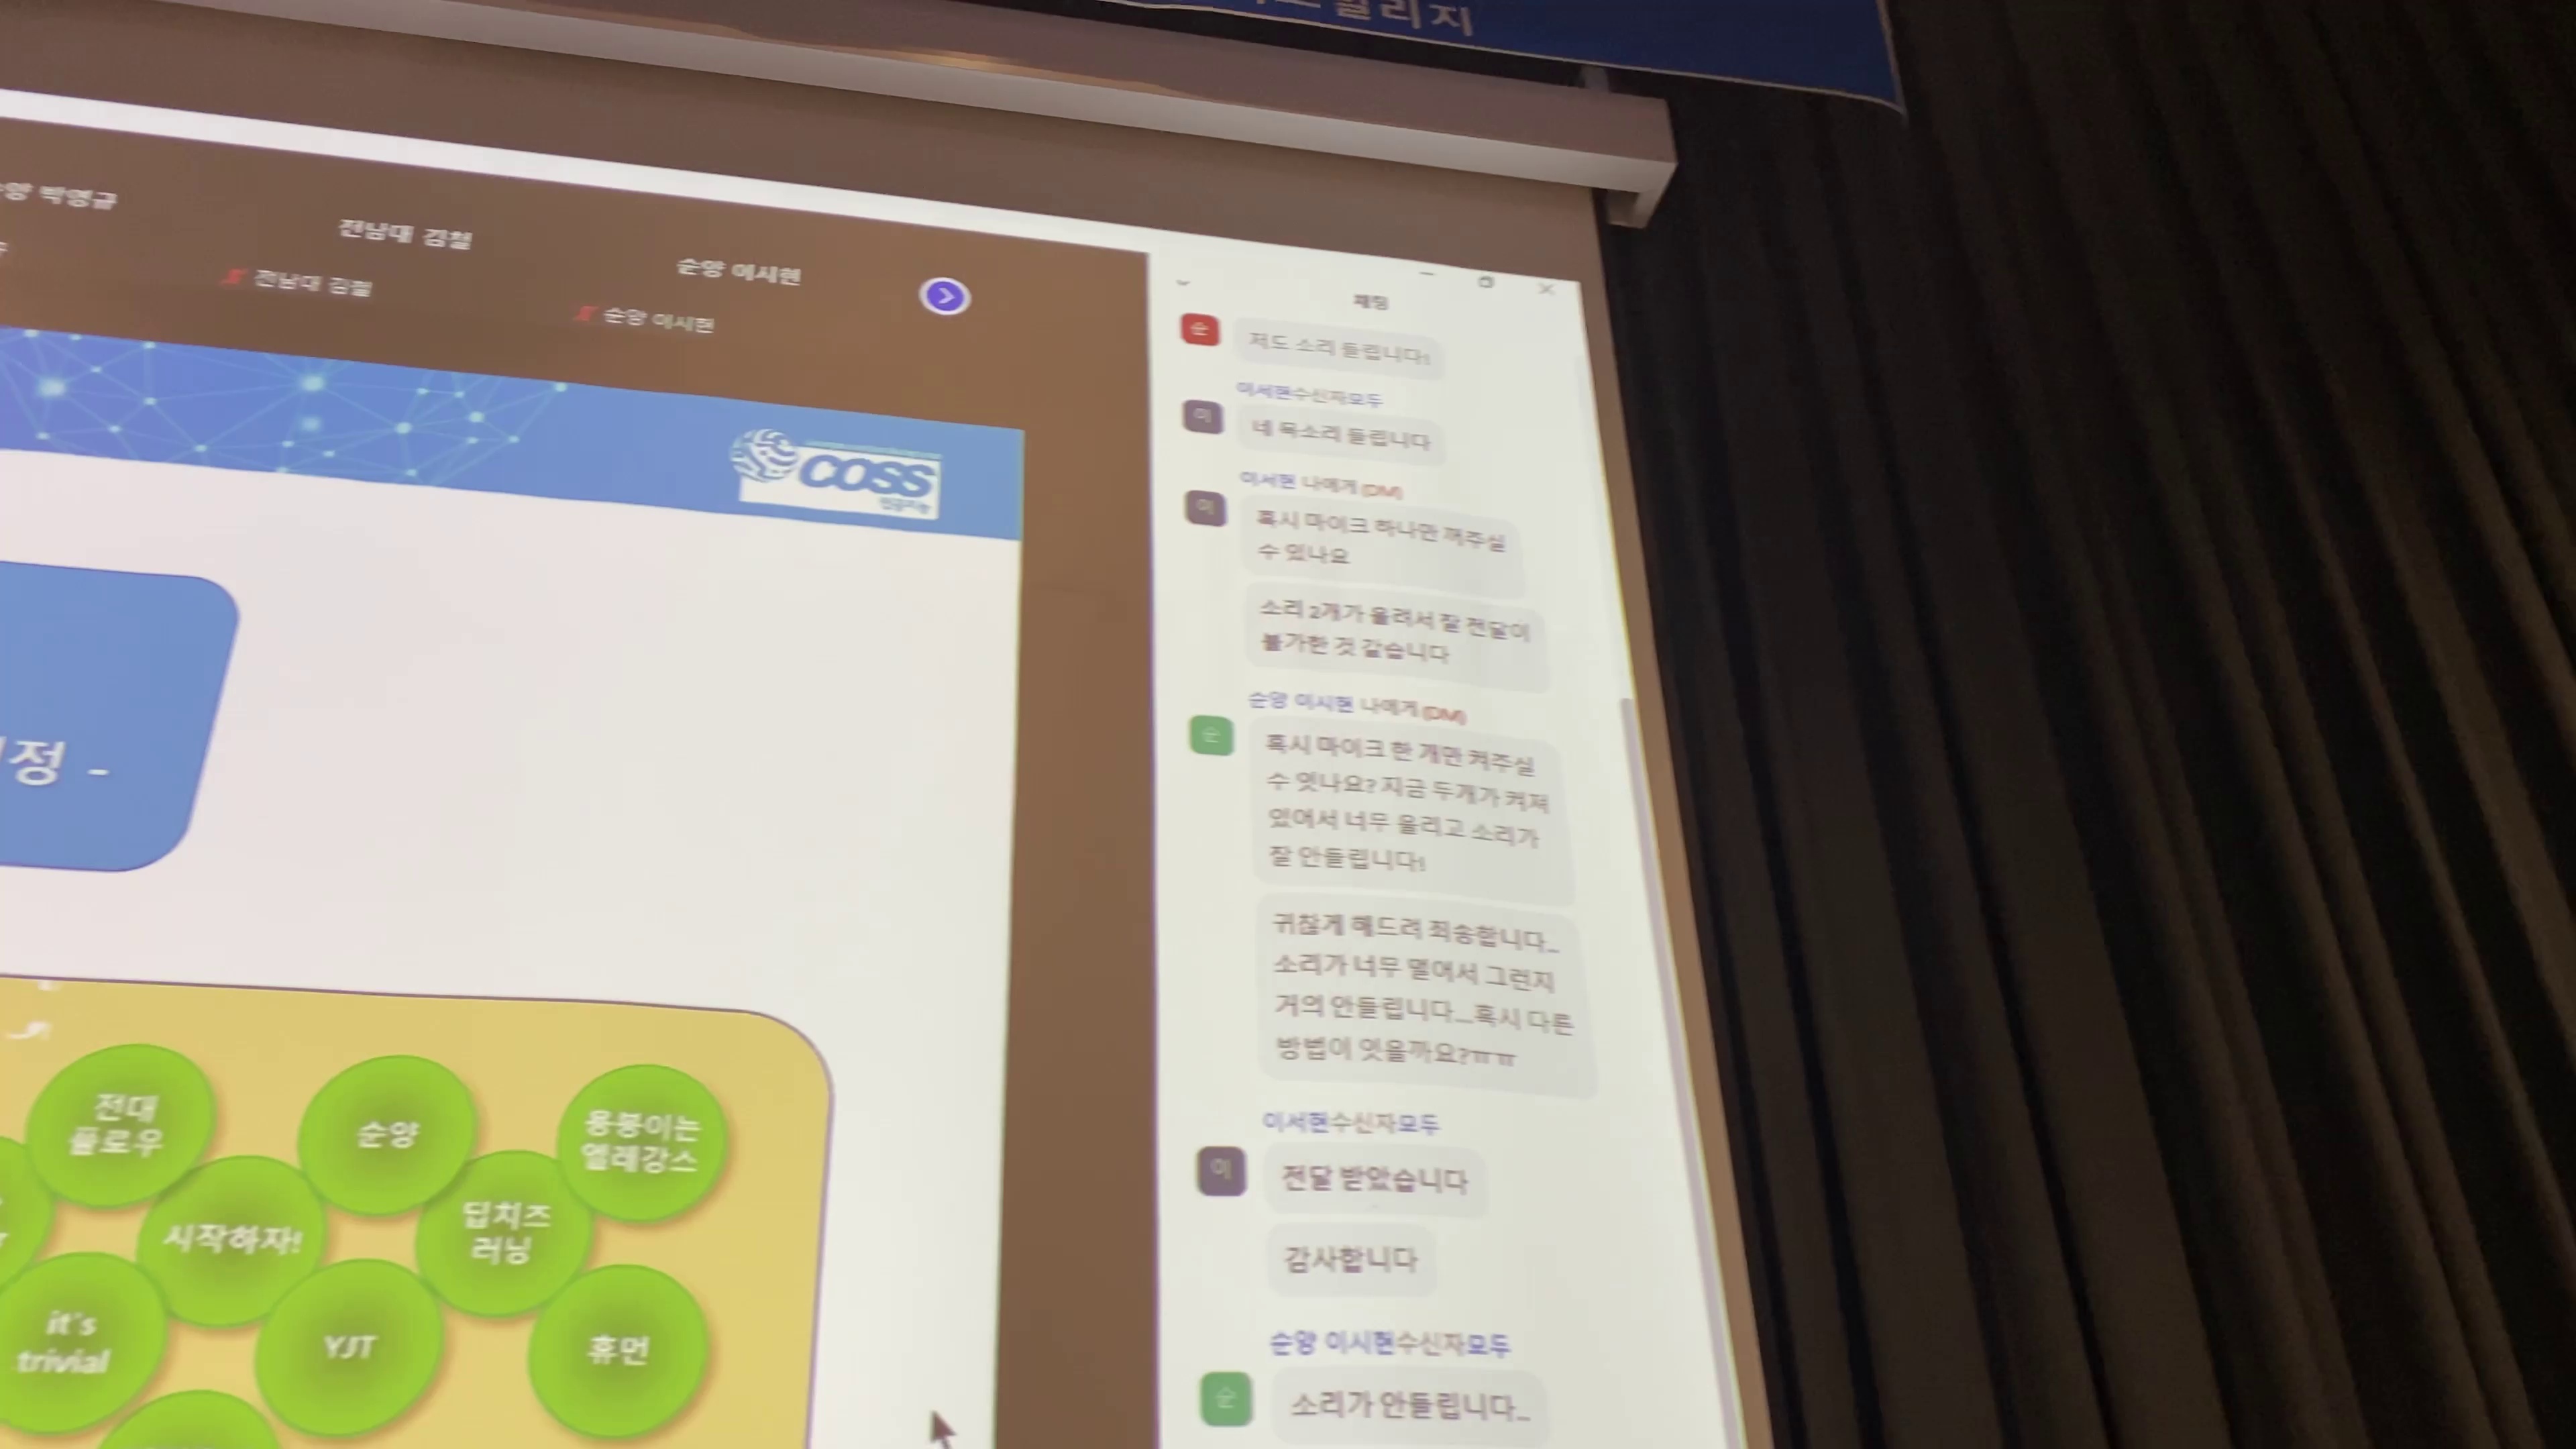 릴리지
박영규
전남대 김철
순양 이시현
전남대 김철
순양 이시현
COSS
인공지능
정 -
전대
플로우
순양
용봉이는
엘레강스
시작하자!
딥치즈
러닝
it's
trivial
YJT
휴먼
채팅
순
저도 소리 들립니다!
이서현수신자모두
이
네 목소리 들립니다
이서현 나에게 (DM)
이
혹시 마이크 하나만 꺼주실
수 있나요
소리 2개가 울려서 잘 전달이
불가한 것 같습니다
순양 이시현 나에게 (DM)
순
혹시 마이크 한 개만 켜주실
수 잇나요? 지금 두개가 켜져
있어서 너무 울리고 소리가
잘 안들립니다!
귀찮게 해드려 죄송합니다...
소리가 너무 멀어서 그런지
거의 안들립니다...혹시 다른
방법이 잇을까요?ㅠㅠ
이서현수신자모두
이
전달 받았습니다
감사합니다
순양 이시현수신자모두
순
소리가 안들립니다...